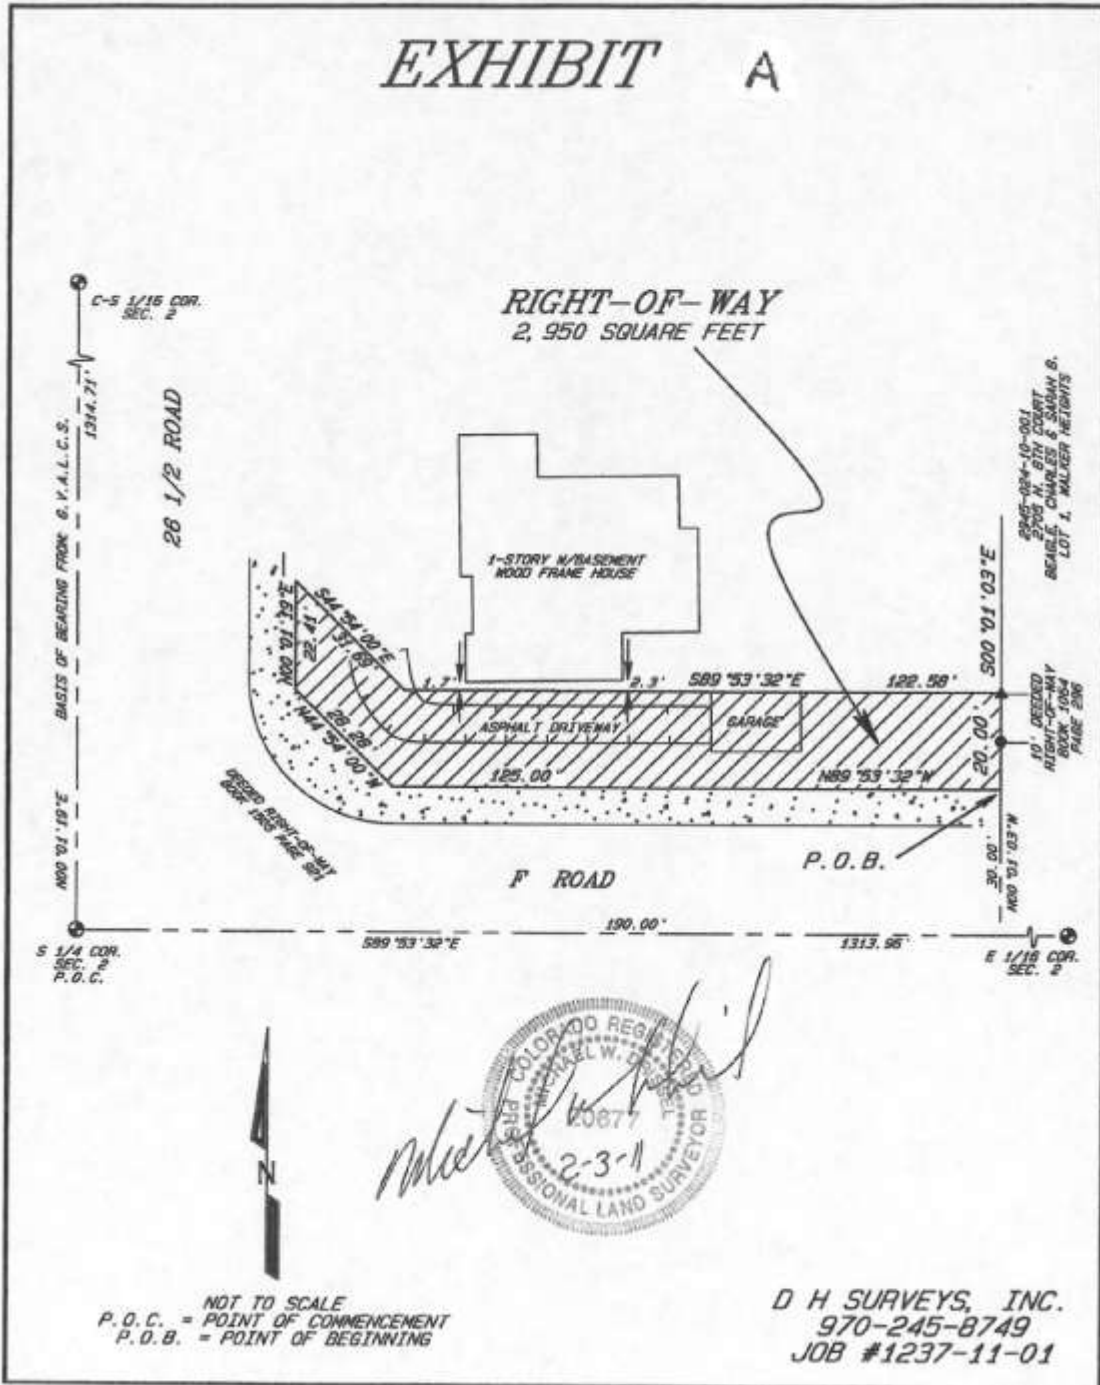 EXHIBIT A
C-S 1/16 COR.
SEC. 2
RIGHT-OF-WAY
2,950 SQUARE FEET
1314.71'
26 1/2 ROAD
BASIS OF BEARING FROM G.V.A.L.C.S.
N00°01'19"E
2945-024-10-001
2705 N. 8TH COURT
BEAGLE, CHARLES & SARAH B.
LOT 1, WALKER HEIGHTS
1-STORY W/BASEMENT
WOOD FRAME HOUSE
S00°01'03"E
N00°01'19"E
22.41
S44°54'00"E
31.69
1.7'
2.3'
S89°53'32"E
122.58'
ASPHALT DRIVEWAY
GARAGE
20.00
10' DEEDED
RIGHT-OF-WAY
BOOK 1064
PAGE 296
28.26
N44°54'00"W
125.00
N89°53'32"W
DEEDED RIGHT-OF-WAY
BOOK PAGE 921
P.O.B.
30.00'
N00°01'03"W
F ROAD
190.00'
S 1/4 COR.
SEC. 2
P.O.C.
S89°53'32"E
1313.96'
E 1/16 COR.
SEC. 2
COLORADO REGISTERED
MICHAEL W.
20677
2-3-11
PROFESSIONAL LAND SURVEYOR
N
NOT TO SCALE
P.O.C. = POINT OF COMMENCEMENT
P.O.B. = POINT OF BEGINNING
D H SURVEYS, INC.
970-245-8749
JOB #1237-11-01